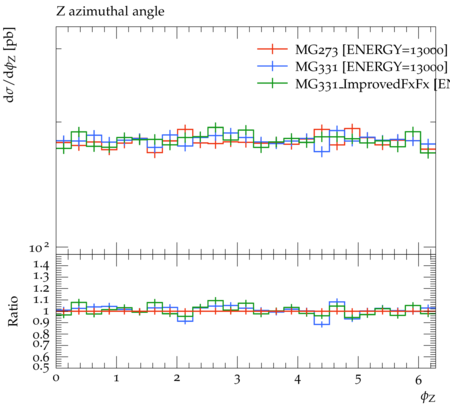 Z azimuthal angle
dσ/dϕZ [pb]
MG273 [ENERGY=13000]
MG331 [ENERGY=13000]
MG331_ImprovedFxFx [EN
10²
Ratio
1.4
1.3
1.2
1.1
1
0.9
0.8
0.7
0.6
0.5
0 1 2 3 4 5 6
ϕZ